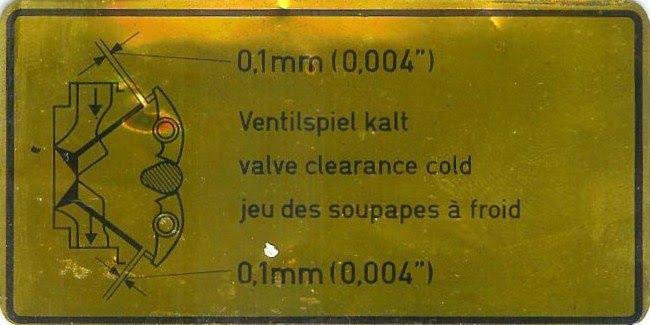 0,1mm (0,004")
Ventilspiel kalt
valve clearance cold
jeu des soupapes à froid
0,1mm (0,004")